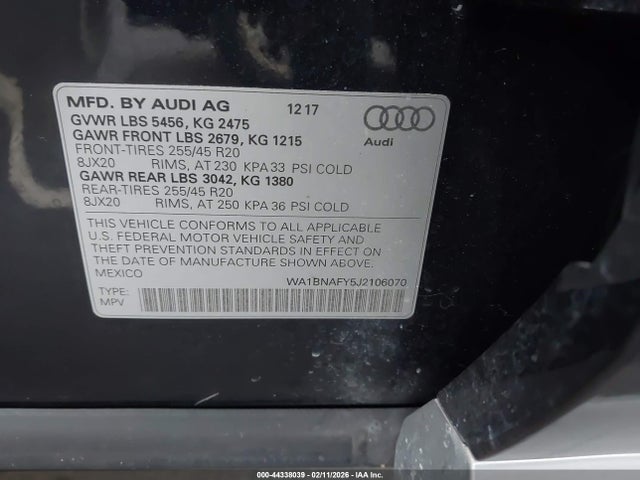 MFD. BY AUDI AG 12 17
GVWR LBS 5456, KG 2475
GAWR FRONT LBS 2679, KG 1215
FRONT-TIRES 255/45 R20
8JX20 RIMS, AT 230 KPA 33 PSI COLD
GAWR REAR LBS 3042, KG 1380
REAR-TIRES 255/45 R20
8JX20 RIMS, AT 250 KPA 36 PSI COLD
Audi
THIS VEHICLE CONFORMS TO ALL APPLICABLE
U.S. FEDERAL MOTOR VEHICLE SAFETY AND
THEFT PREVENTION STANDARDS IN EFFECT ON
THE DATE OF MANUFACTURE SHOWN ABOVE.
MEXICO WA1BNAFY5J2106070
TYPE:
MPV
000-44338039 - 02/11/2026 - IAAI.COM